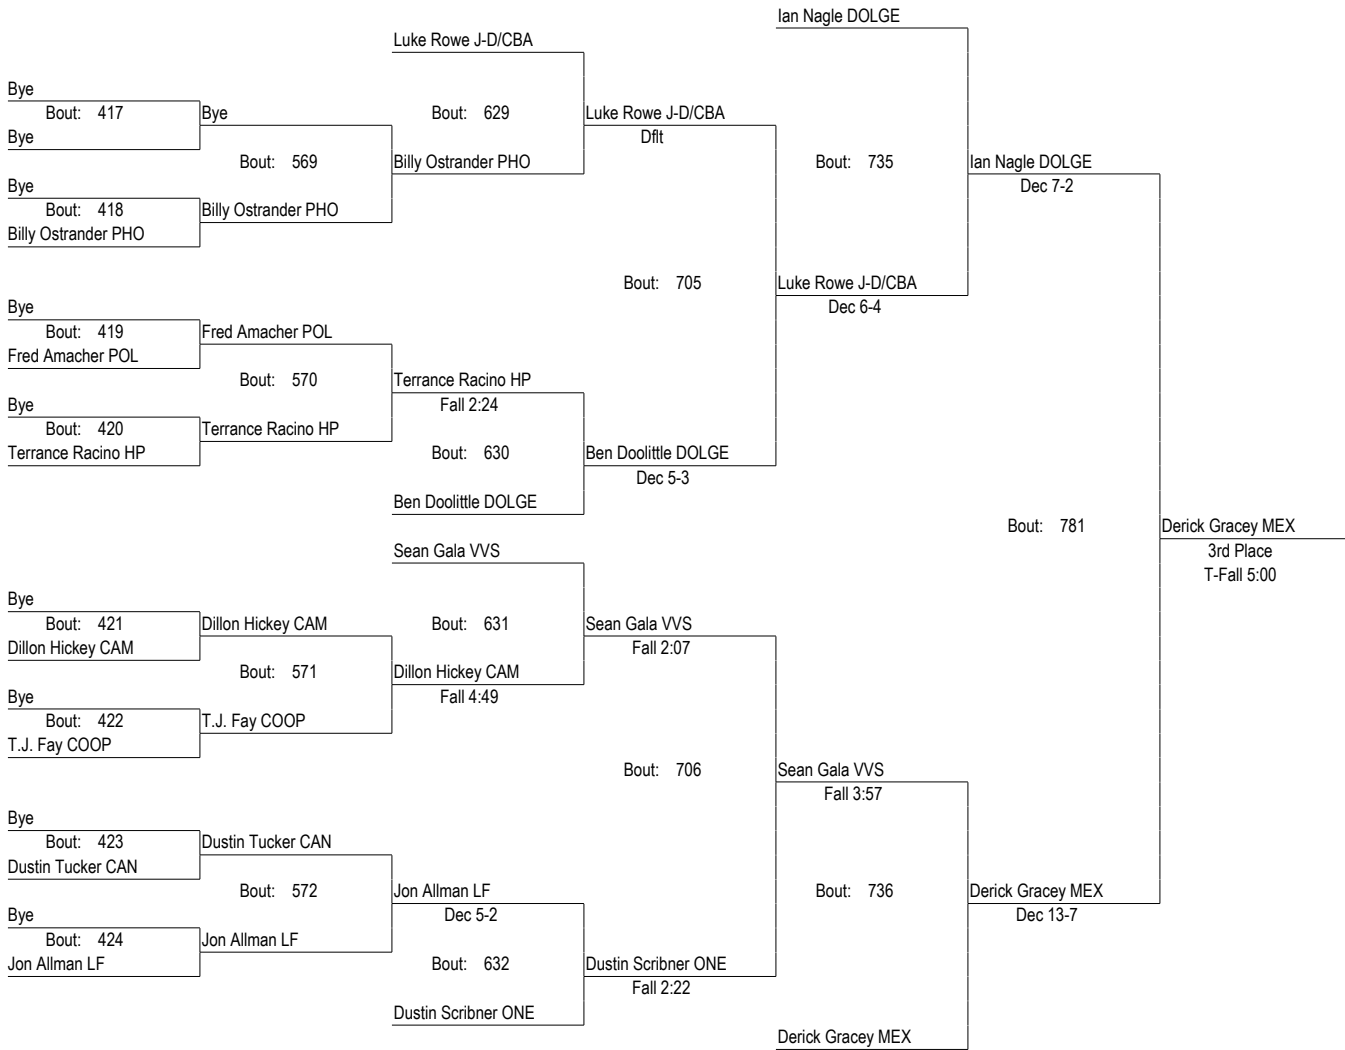 Ian Nagle DOLGE
Luke Rowe J-D/CBA
Bye
Bout: 417
Bye
Bout: 629
Luke Rowe J-D/CBA
Bye
Dflt
Bout: 569
Billy Ostrander PHO
Bout: 735
Ian Nagle DOLGE
Bye
Dec 7-2
Bout: 418
Billy Ostrander PHO
Billy Ostrander PHO
Bout: 705
Luke Rowe J-D/CBA
Bye
Dec 6-4
Bout: 419
Fred Amacher POL
Fred Amacher POL
Bout: 570
Terrance Racino HP
Bye
Fall 2:24
Bout: 420
Terrance Racino HP
Terrance Racino HP
Bout: 630
Ben Doolittle DOLGE
Dec 5-3
Ben Doolittle DOLGE
Bout: 781
Derick Gracey MEX
Sean Gala VVS
3rd Place
T-Fall 5:00
Bye
Bout: 421
Dillon Hickey CAM
Bout: 631
Sean Gala VVS
Dillon Hickey CAM
Fall 2:07
Bout: 571
Dillon Hickey CAM
Bye
Fall 4:49
Bout: 422
T.J. Fay COOP
T.J. Fay COOP
Bout: 706
Sean Gala VVS
Fall 3:57
Bye
Bout: 423
Dustin Tucker CAN
Dustin Tucker CAN
Bout: 572
Jon Allman LF
Bout: 736
Derick Gracey MEX
Bye
Dec 5-2
Dec 13-7
Bout: 424
Jon Allman LF
Jon Allman LF
Bout: 632
Dustin Scribner ONE
Fall 2:22
Dustin Scribner ONE
Derick Gracey MEX